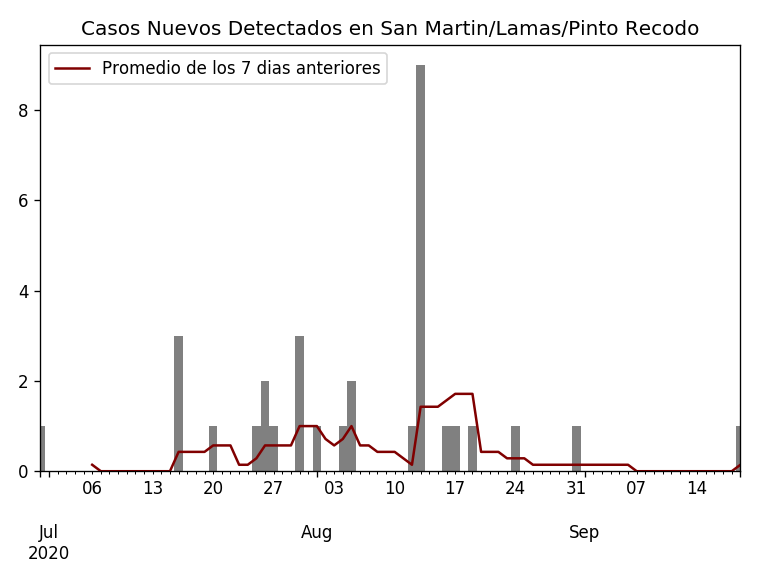 Casos Nuevos Detectados en San Martin/Lamas/Pinto Recodo
Promedio de los 7 dias anteriores
8
6
4
2
0
06 13 20 27 03 10 17 24 31 07 14
Jul Aug Sep
2020